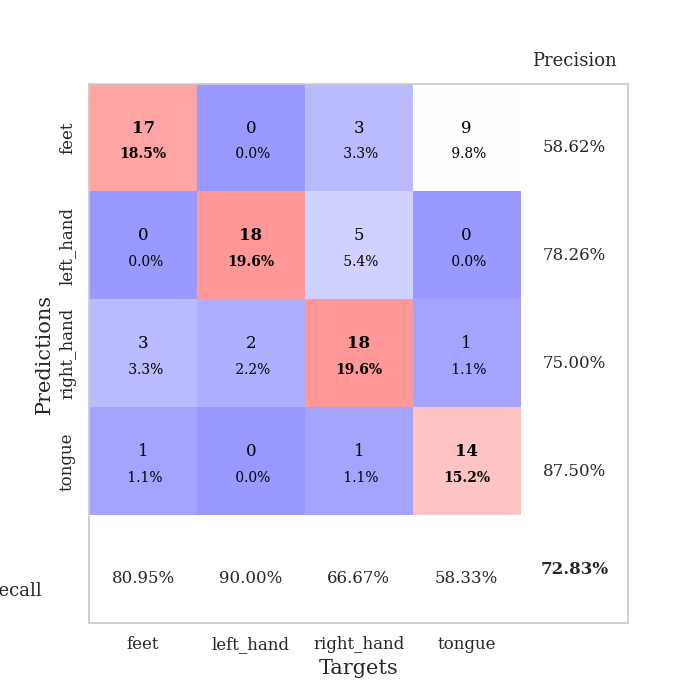 Precision
feet 17 0 3 9 58.62%
18.5% 0.0% 3.3% 9.8%
left_hand 0 18 5 0 78.26%
0.0% 19.6% 5.4% 0.0%
Predictions
right_hand 3 2 18 1 75.00%
3.3% 2.2% 19.6% 1.1%
tongue 1 0 1 14 87.50%
1.1% 0.0% 1.1% 15.2%
ecall 80.95% 90.00% 66.67% 58.33% 72.83%
feet left_hand right_hand tongue
Targets